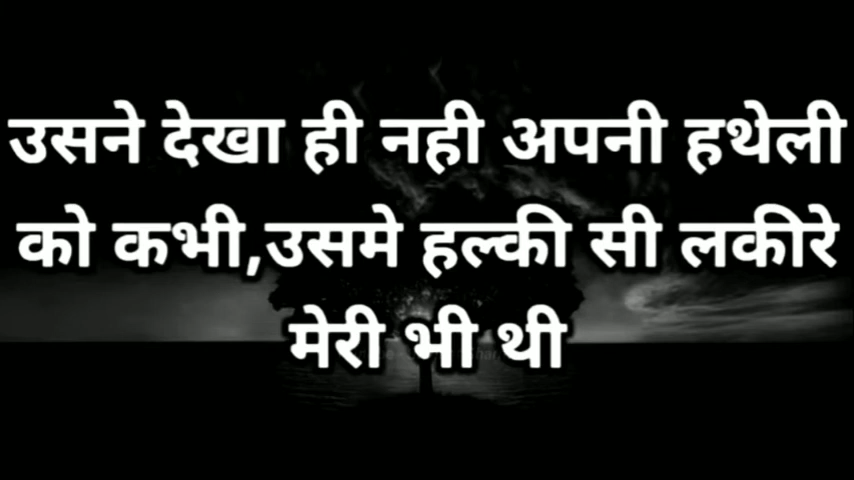 उसने देखा ही नही अपनी हथेली
को कभी,उसमे हल्की सी लकीरे
मेरी भी थी